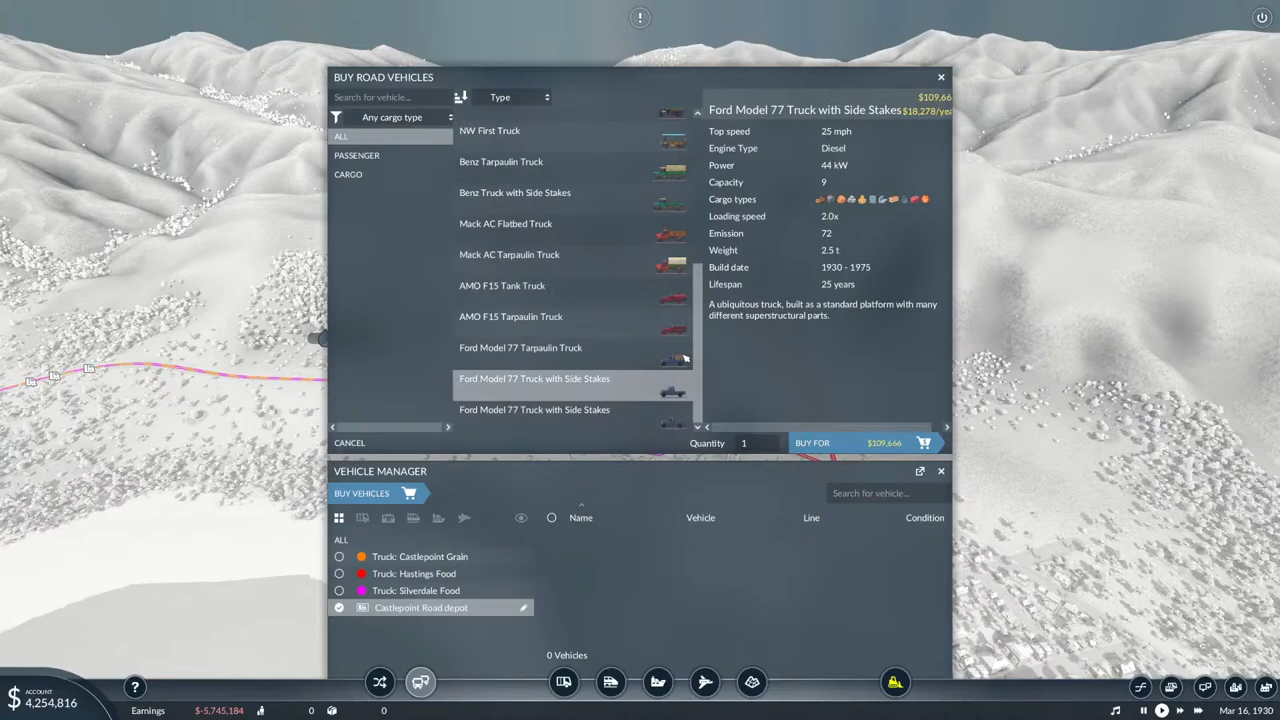 BUY ROAD VEHICLES
Search for vehicle...
Type
Any cargo type
ALL
PASSENGER
CARGO
NW First Truck
Benz Tarpaulin Truck
Benz Truck with Side Stakes
Mack AC Flatbed Truck
Mack AC Tarpaulin Truck
AMO F15 Tank Truck
AMO F15 Tarpaulin Truck
Ford Model 77 Tarpaulin Truck
Ford Model 77 Truck with Side Stakes
Ford Model 77 Truck with Side Stakes
$109,66
Ford Model 77 Truck with Side Stakes $18,278/yea
Top speed 25 mph
Engine Type Diesel
Power 44 kW
Capacity 9
Cargo types
Loading speed 2.0x
Emission 72
Weight 2.5 t
Build date 1930 - 1975
Lifespan 25 years
A ubiquitous truck, built as a standard platform with many
different superstructural parts.
CANCEL
Quantity 1
BUY FOR $109,666
VEHICLE MANAGER
BUY VEHICLES
Search for vehicle...
Name Vehicle Line Condition
ALL
Truck: Castlepoint Grain
Truck: Hastings Food
Truck: Silverdale Food
Castlepoint Road depot
0 Vehicles
$ ACCOUNT
4,254,816
?
Earnings $-5,745,184 0 0
Mar 16, 1930